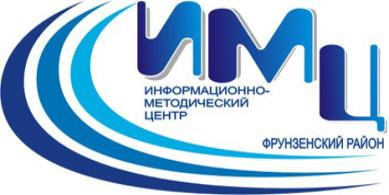 ИМЦ
ИНФОРМАЦИОННО-
МЕТОДИЧЕСКИЙ
ЦЕНТР
ФРУНЗЕНСКИЙ РАЙОН